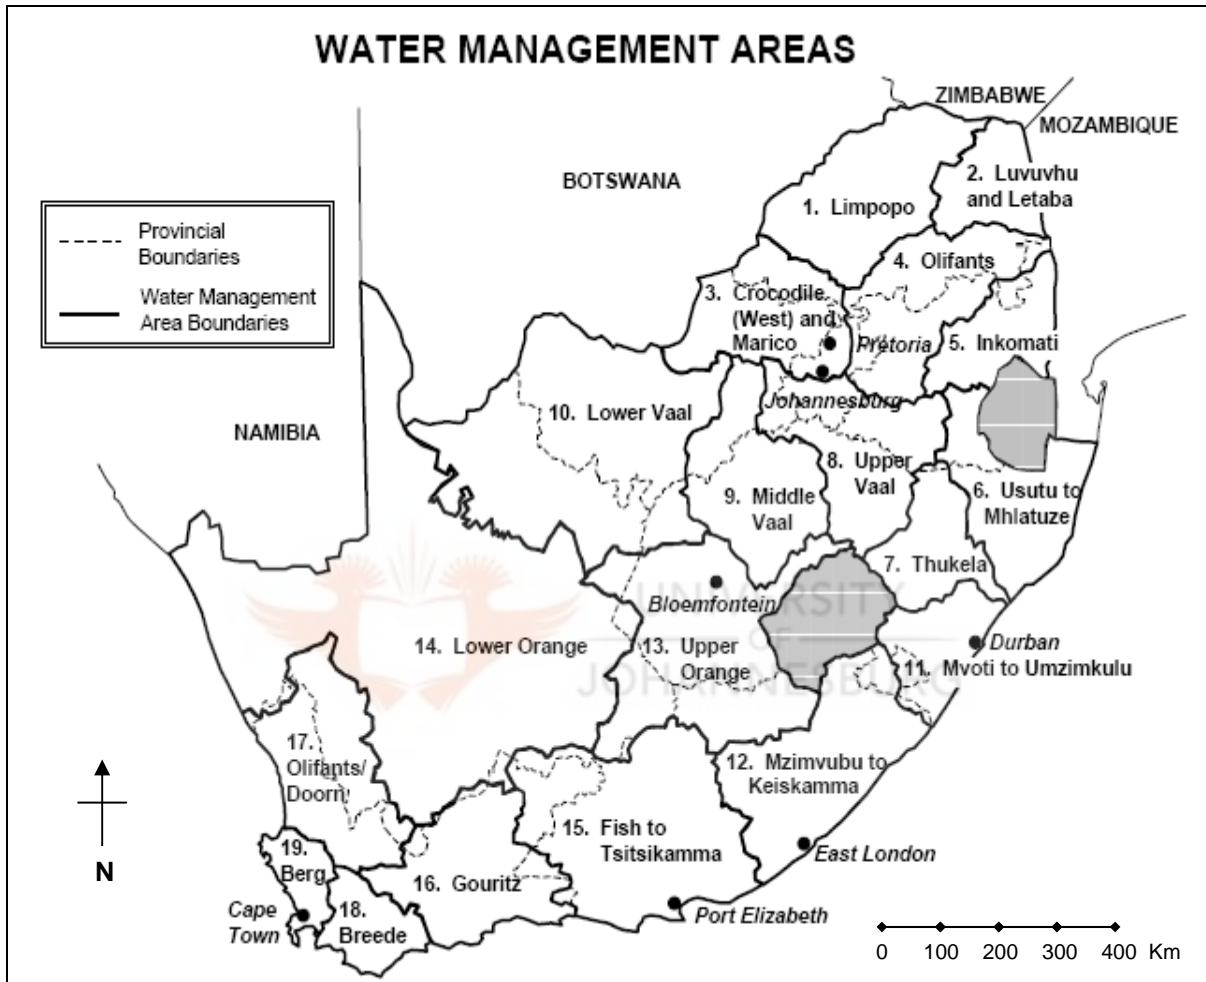 WATER MANAGEMENT AREAS
ZIMBABWE
MOZAMBIQUE
BOTSWANA
2. Luvuvhu
and Letaba
1. Limpopo
Provincial
Boundaries
Water Management
Area Boundaries
4. Olifants
3. Crocodile
(West) and
Marico
Pretoria
5. Inkomati
Johannesburg
10. Lower Vaal
NAMIBIA
8. Upper
Vaal
9. Middle
Vaal
6. Usutu to
Mhlatuze
7. Thukela
Bloemfontein
UNIVERSITY
OF
JOHANNESBURG
14. Lower Orange
13. Upper
Orange
Durban
11. Mvoti to Umzimkulu
17.
Olifants/
Doorn
12. Mzimvubu to
Keiskamma
15. Fish to
Tsitsikamma
East London
19.
Berg
16. Gouritz
N
Cape
Town
18.
Breede
Port Elizabeth
0 100 200 300 400 Km